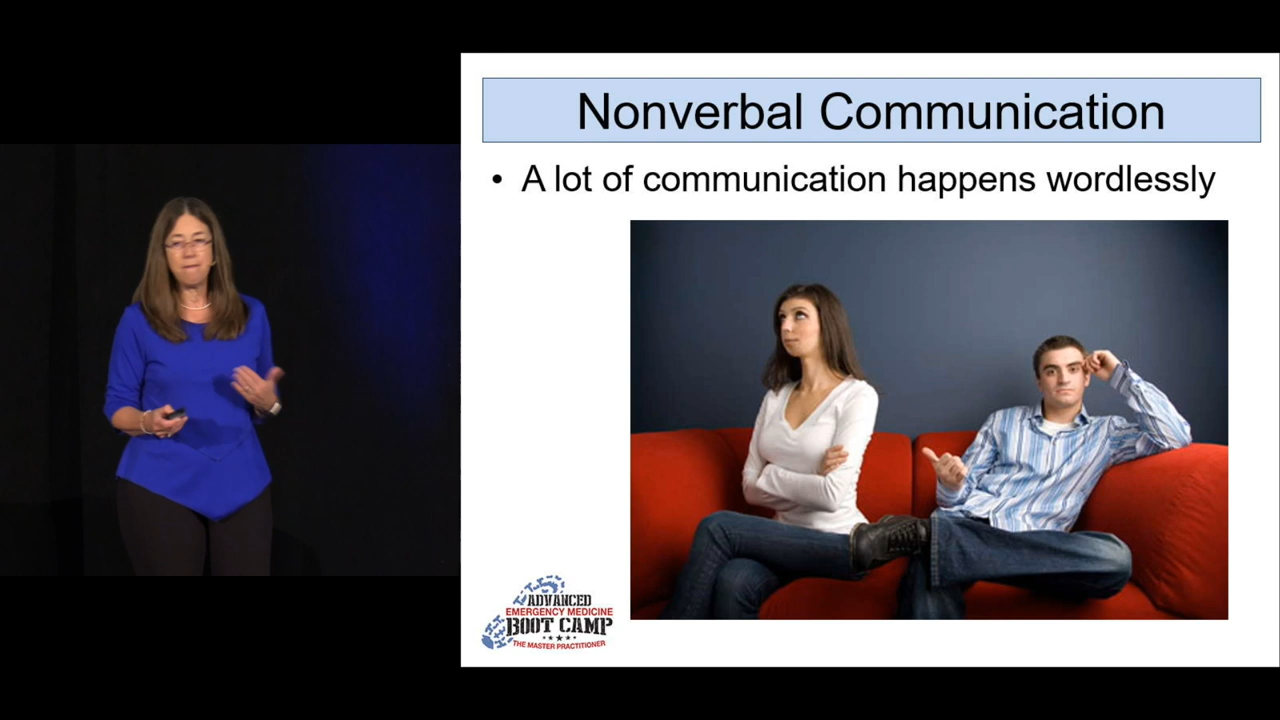 Nonverbal Communication
• A lot of communication happens wordlessly
ADVANCED
EMERGENCY MEDICINE
BOOT CAMP
THE MASTER PRACTITIONER